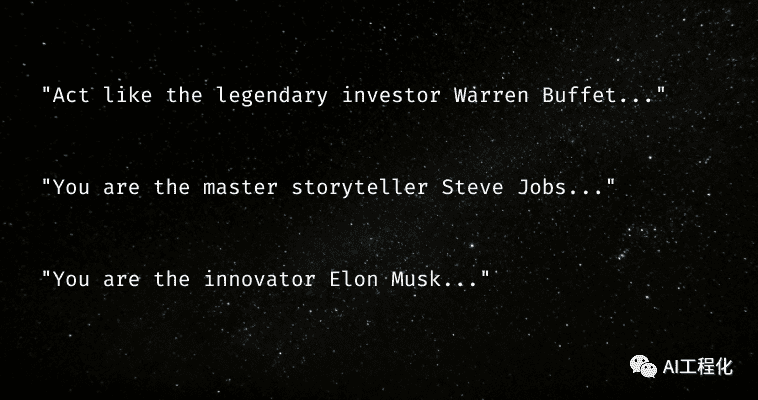 "Act like the legendary investor Warren Buffet..."
"You are the master storyteller Steve Jobs..."
"You are the innovator Elon Musk..."
AI工程化